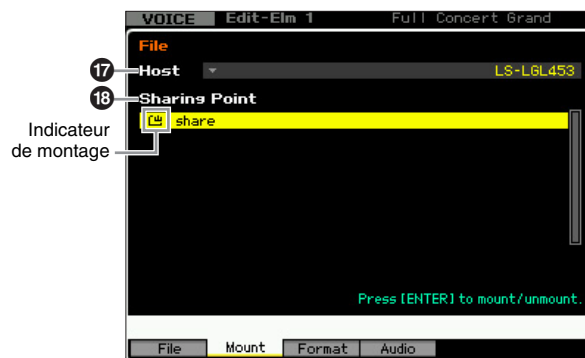 VOICE Edit-Elm 1 Full Concert Grand
File
⑰ Host LS-LGL453
⑱ Sharing Point
share
Indicateur
de montage
Press [ENTER] to mount/unmount.
File Mount Format Audio